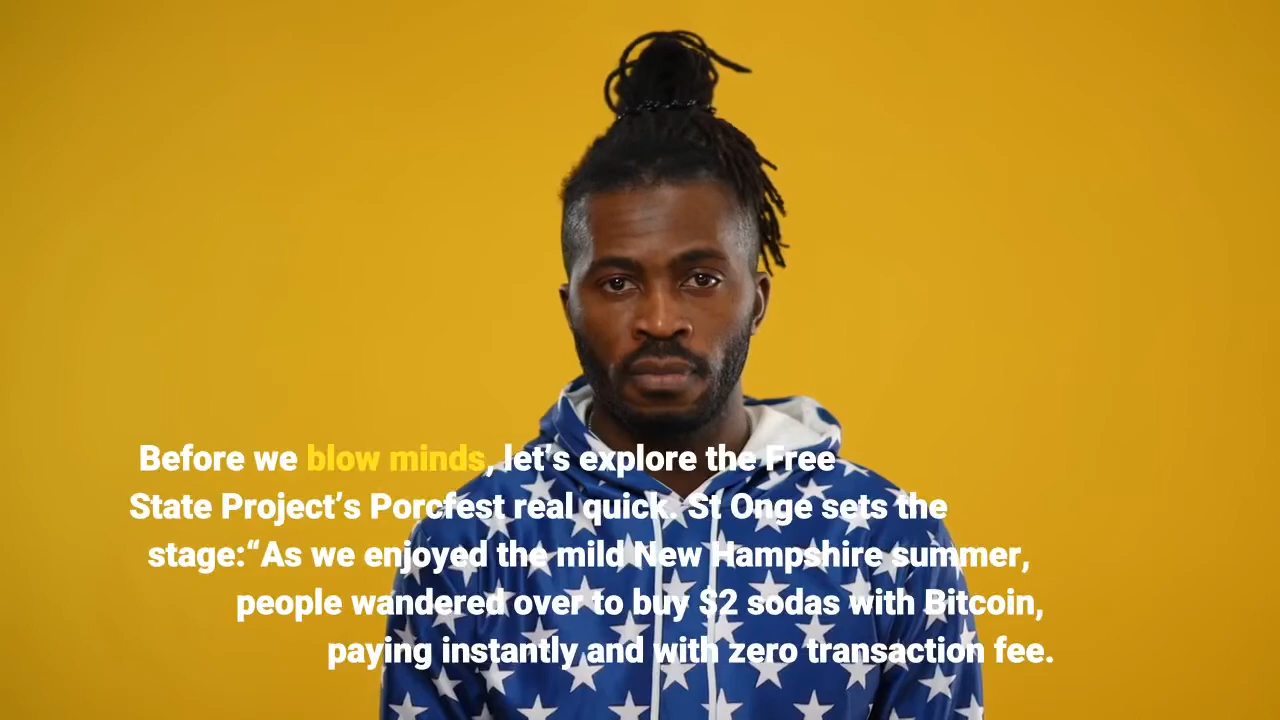 Before we blow minds, let’s explore the Free
State Project’s Porcfest real quick. St Onge sets the
stage:“As we enjoyed the mild New Hampshire summer,
people wandered over to buy $2 sodas with Bitcoin,
paying instantly and with zero transaction fee.